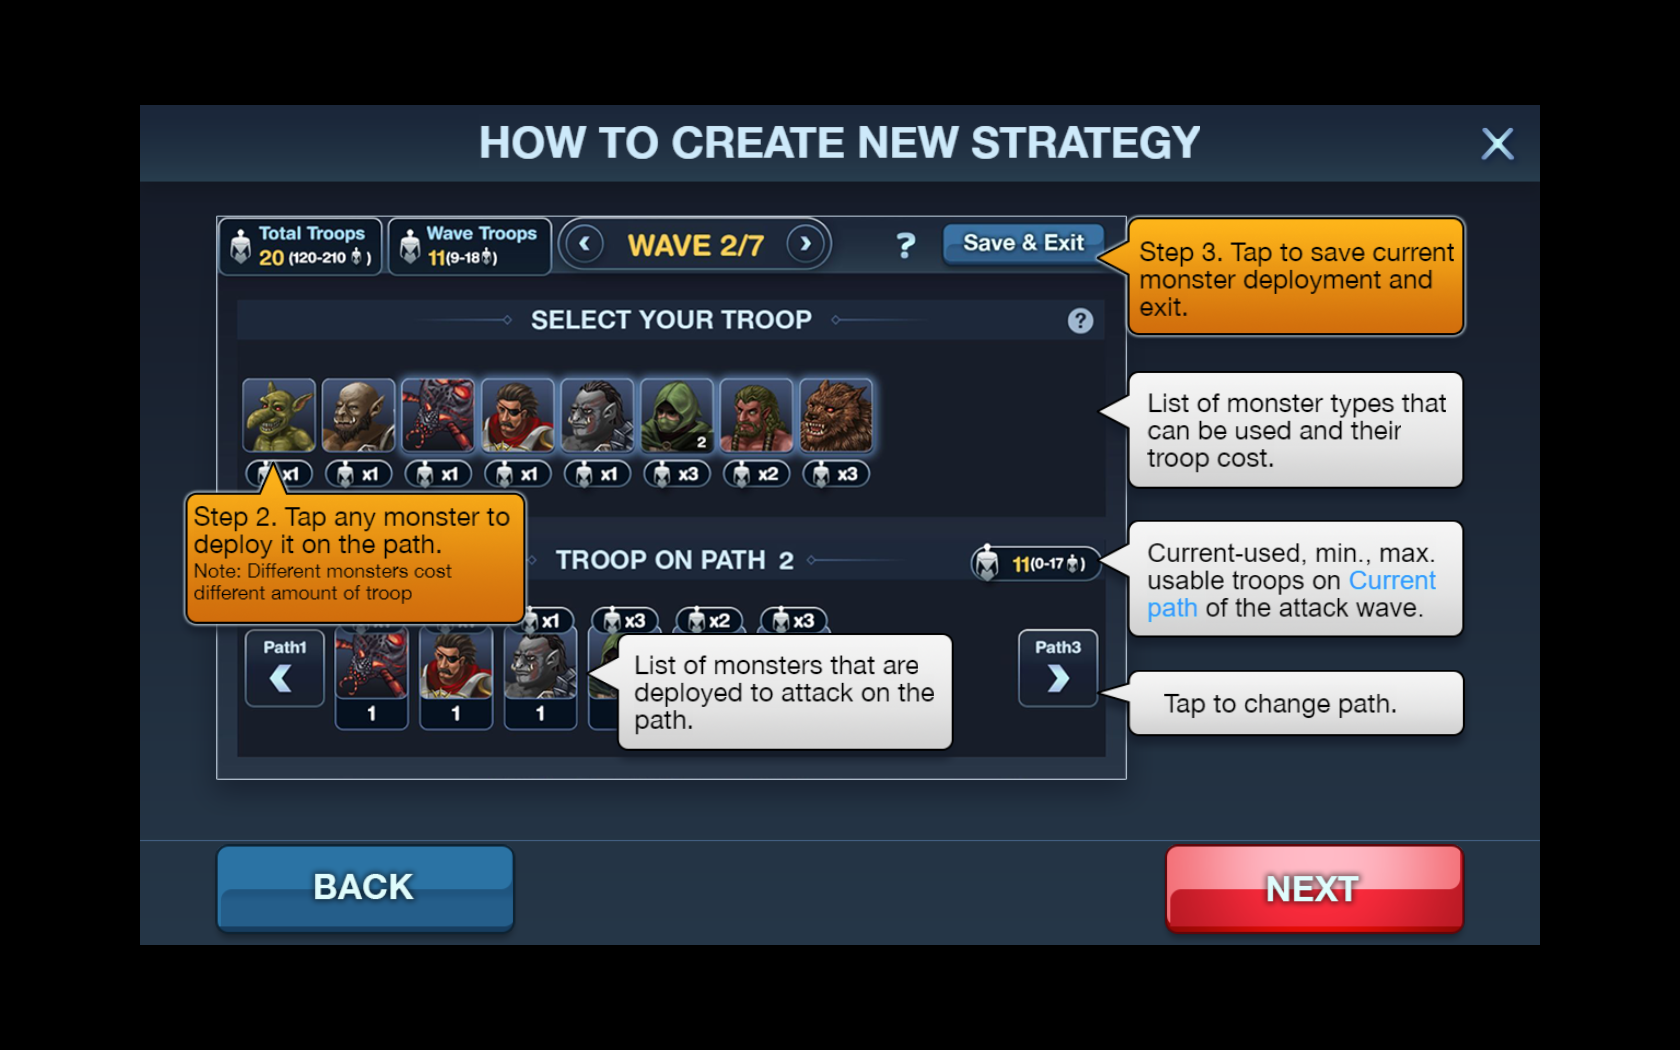 HOW TO CREATE NEW STRATEGY
Total Troops
20 (120-210 )
Wave Troops
11(9-18 )
WAVE 2/7
?
Save & Exit
Step 3. Tap to save current
monster deployment and
exit.
SELECT YOUR TROOP
?
List of monster types that
can be used and their
troop cost.
2
x1
x1
x1
x1
x1
x3
x2
x3
Step 2. Tap any monster to
deploy it on the path.
Note: Different monsters cost
different amount of troop
TROOP ON PATH 2
11(0-17 )
Current-used, min., max.
usable troops on Current
path of the attack wave.
x1
x3
x2
x3
Path1
1
1
1
List of monsters that are
deployed to attack on the
path.
Path3
Tap to change path.
BACK
NEXT